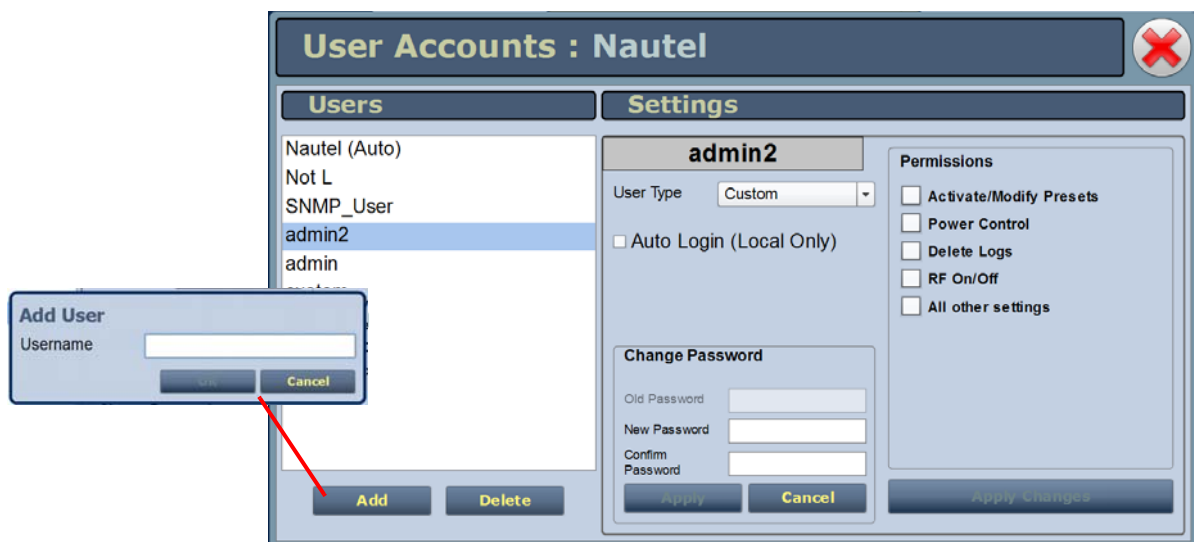 User Accounts : Nautel
Users
Nautel (Auto)
Not L
SNMP_User
admin2
admin
Add
Delete
Add User
Username
OK
Cancel
Settings
admin2
User Type
Custom
Auto Login (Local Only)
Change Password
Old Password
New Password
Confirm
Password
Apply
Cancel
Permissions
Activate/Modify Presets
Power Control
Delete Logs
RF On/Off
All other settings
Apply Changes